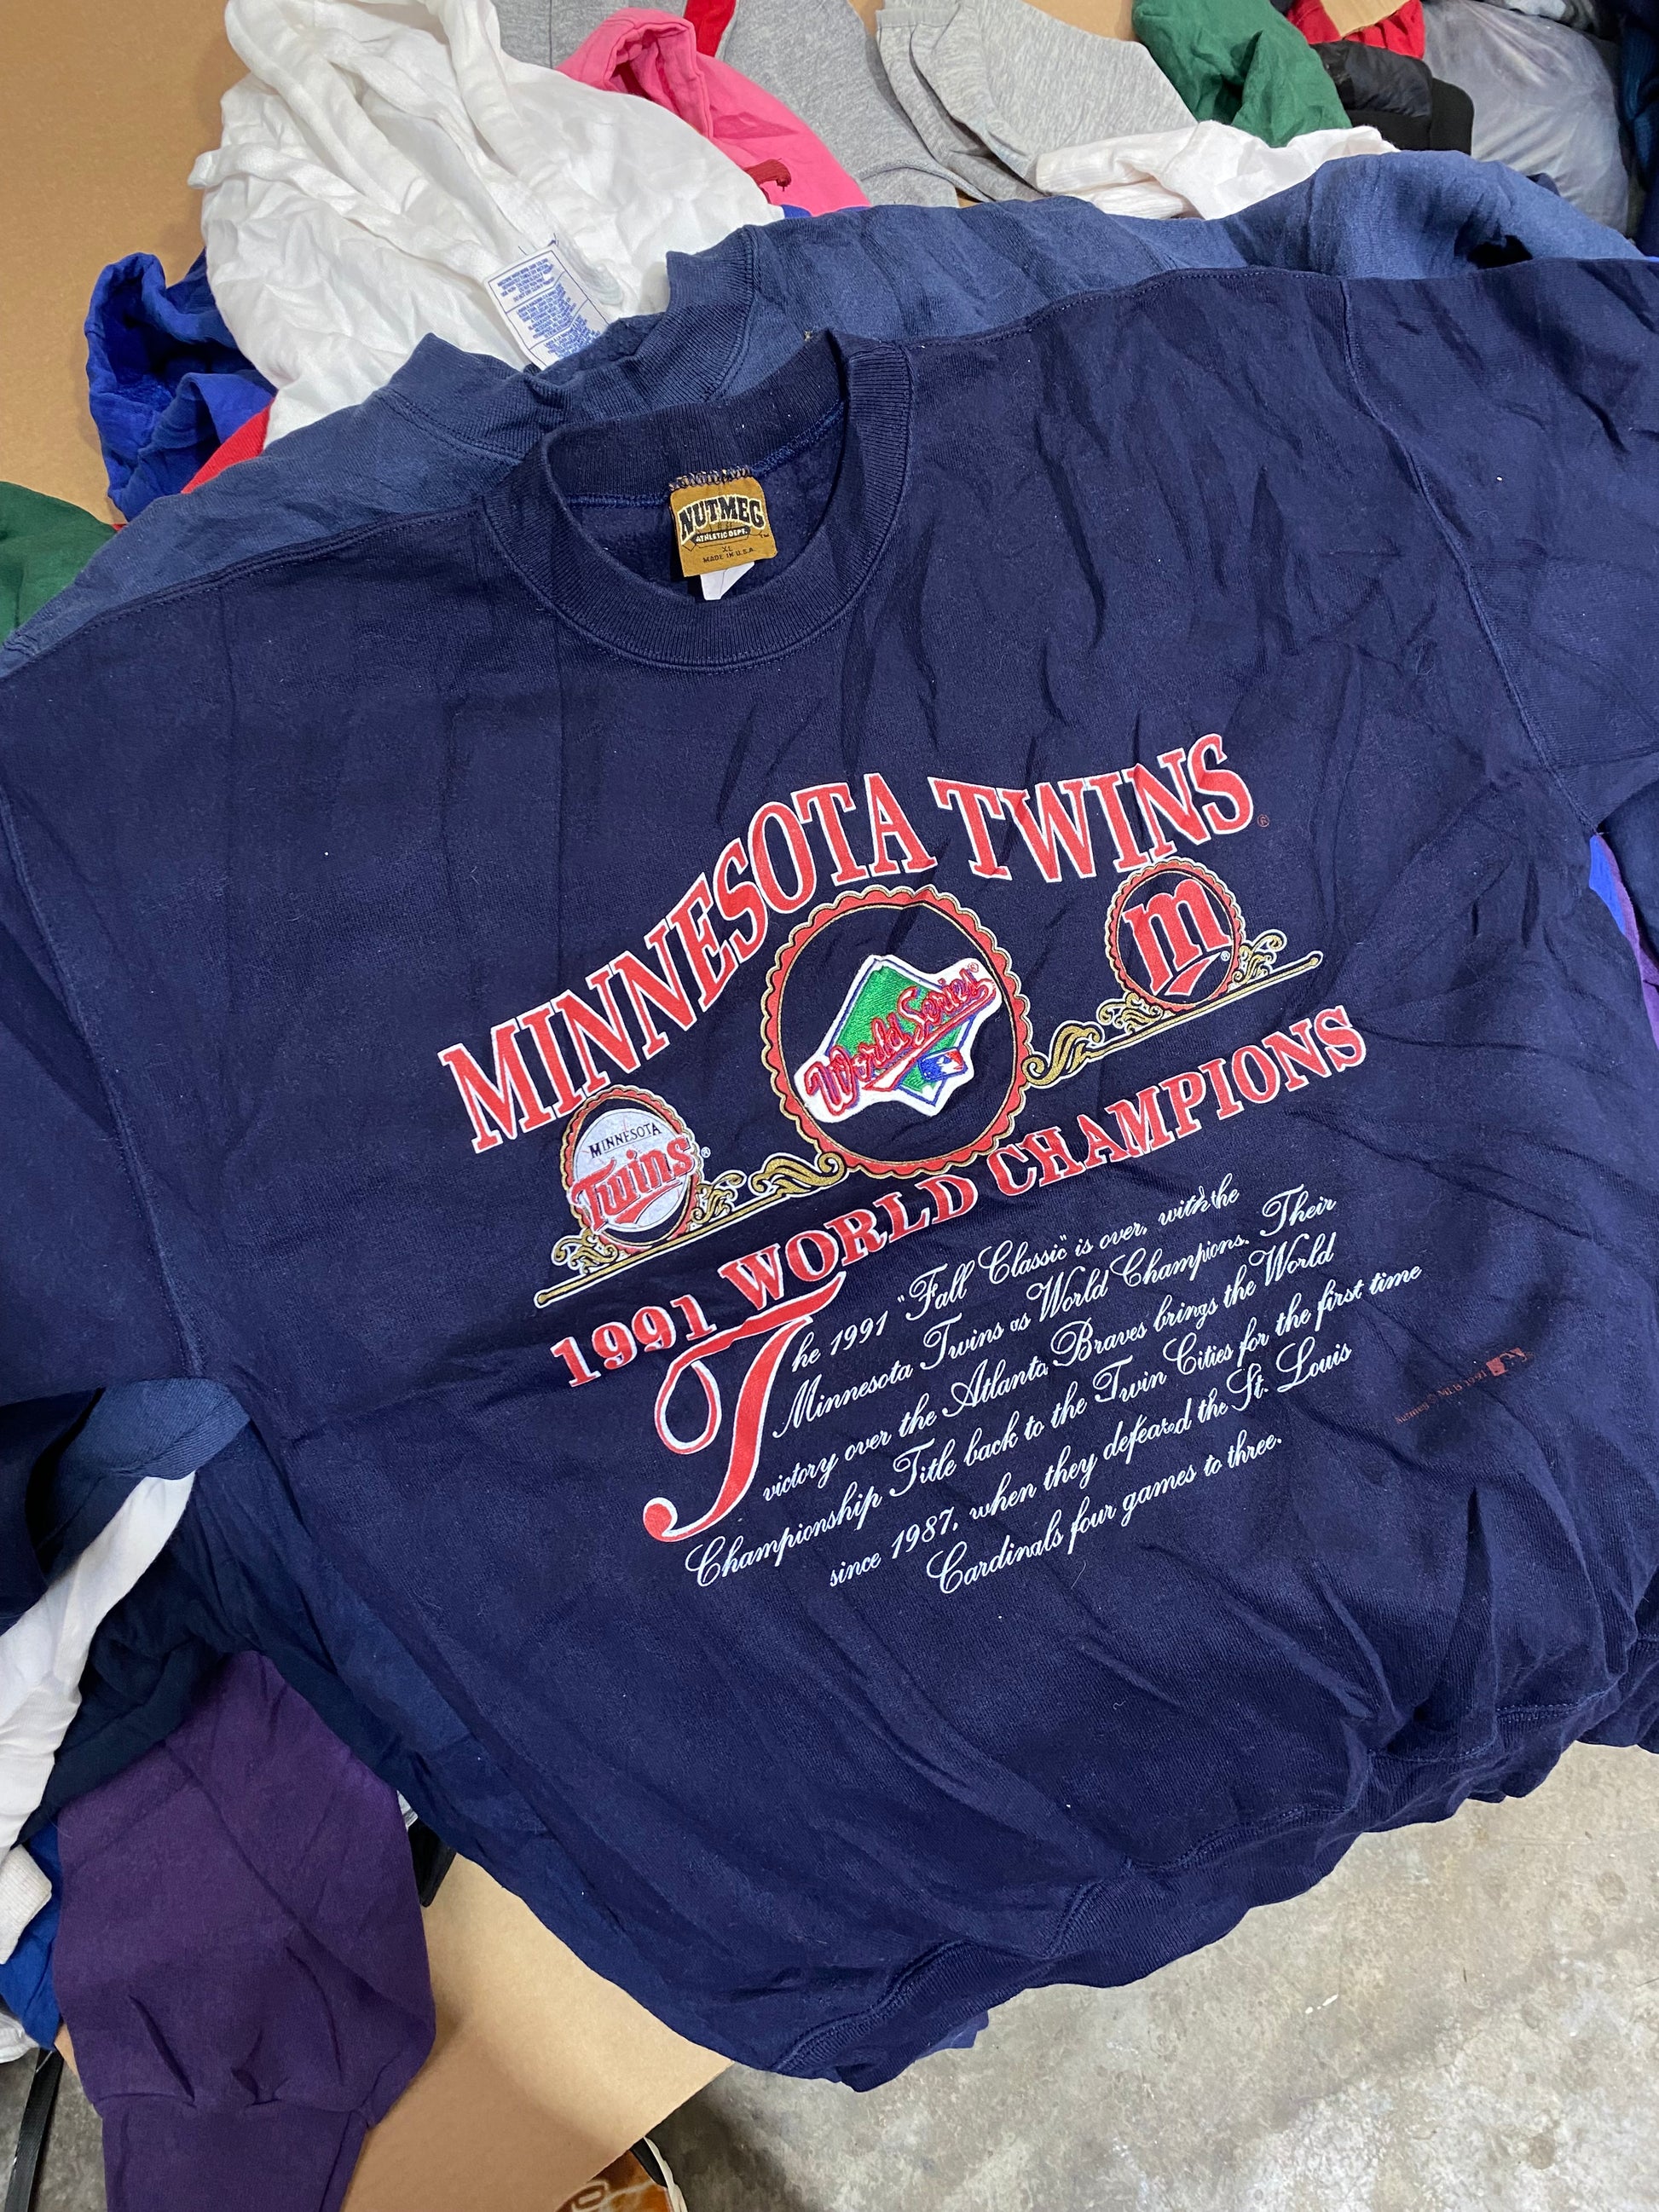 NUTMEG
ATHLETIC DEPT.
XL
MADE IN U.S.A.
MINNESOTA TWINS®
m®
World Series®
MINNESOTA
Twins®
1991 WORLD CHAMPIONS
The 1991 "Fall Classic" is over, with the
Minnesota Twins as World Champions. Their
victory over the Atlanta Braves brings the World
Championship Title back to the Twin Cities for the first time
since 1987, when they defeated the St. Louis
Cardinals four games to three.
MLB 1991